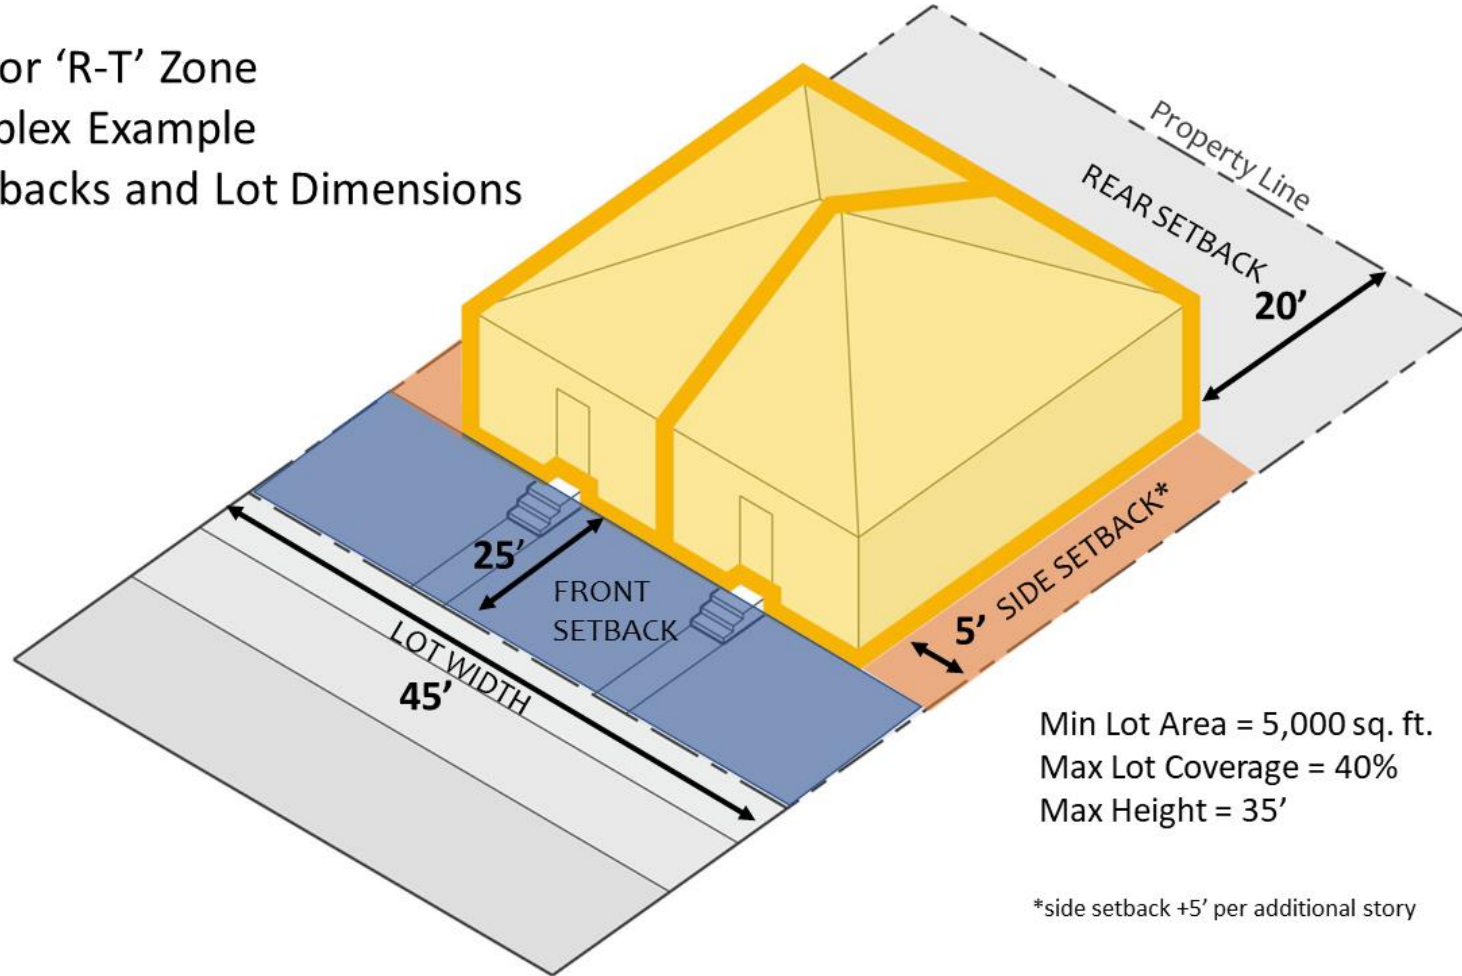 or ‘R-T’ Zone
plex Example
backs and Lot Dimensions
Property Line
REAR SETBACK
20’
25’
FRONT
SETBACK
SIDE SETBACK*
5’
LOT WIDTH
45’
Min Lot Area = 5,000 sq. ft.
Max Lot Coverage = 40%
Max Height = 35’
*side setback +5’ per additional story